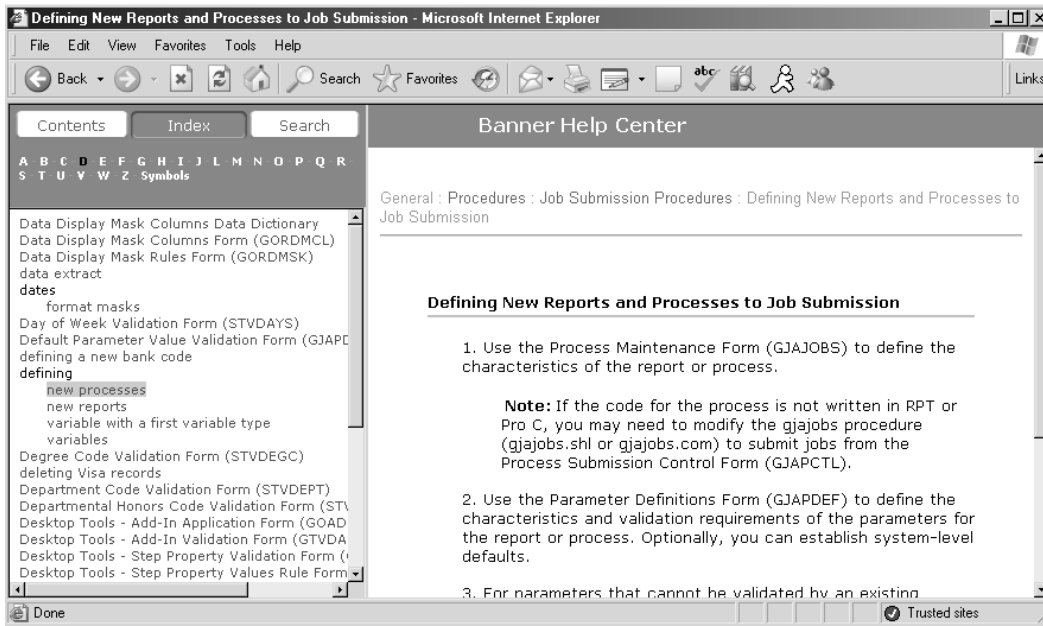 Defining New Reports and Processes to Job Submission - Microsoft Internet Explorer
File Edit View Favorites Tools Help
Back Search Favorites abc Links
Contents Index Search
A B C D E F G H I J L M N O P Q R
S T U V W Z Symbols
Data Display Mask Columns Data Dictionary
Data Display Mask Columns Form (GORDMCL)
Data Display Mask Rules Form (GORDMSK)
data extract
dates
format masks
Day of Week Validation Form (STVDAYS)
Default Parameter Value Validation Form (GJAPD
defining a new bank code
defining
new processes
new reports
variable with a first variable type
variables
Degree Code Validation Form (STVDEGC)
deleting Visa records
Department Code Validation Form (STVDEPT)
Departmental Honors Code Validation Form (STV
Desktop Tools - Add-In Application Form (GOAD
Desktop Tools - Add-In Validation Form (GTVDA
Desktop Tools - Step Property Validation Form (
Desktop Tools - Step Property Values Rule Form
Banner Help Center
General : Procedures : Job Submission Procedures : Defining New Reports and Processes to
Job Submission
Defining New Reports and Processes to Job Submission
1. Use the Process Maintenance Form (GJAJOBS) to define the
characteristics of the report or process.
Note: If the code for the process is not written in RPT or
Pro C, you may need to modify the gjajobs procedure
(gjajobs.shl or gjajobs.com) to submit jobs from the
Process Submission Control Form (GJAPCTL).
2. Use the Parameter Definitions Form (GJAPDEF) to define the
characteristics and validation requirements of the parameters for
the report or process. Optionally, you can establish system-level
defaults.
3. For parameters that cannot be validated by an existing
Done Trusted sites